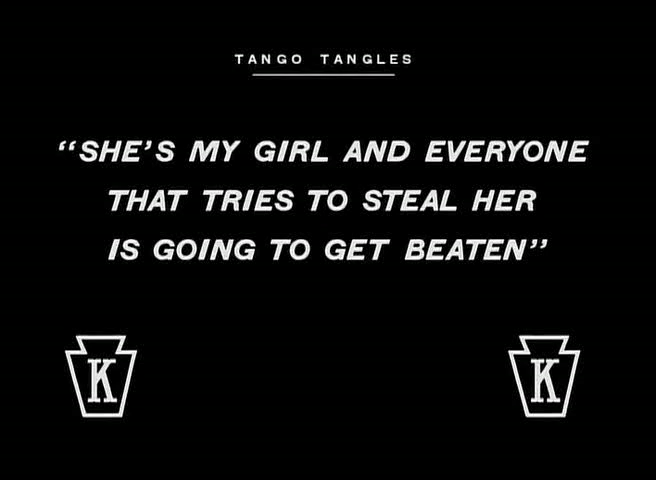 TANGO TANGLES
“SHE’S MY GIRL AND EVERYONE
THAT TRIES TO STEAL HER
IS GOING TO GET BEATEN”
K K